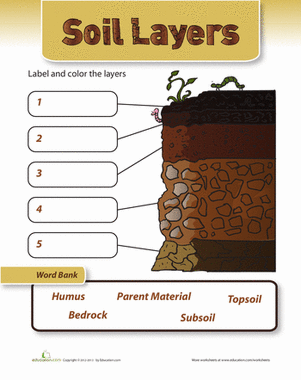 Soil Layers
Label and color the layers
1
2
3
4
5
Word Bank
Humus Parent Material Topsoil
Bedrock Subsoil